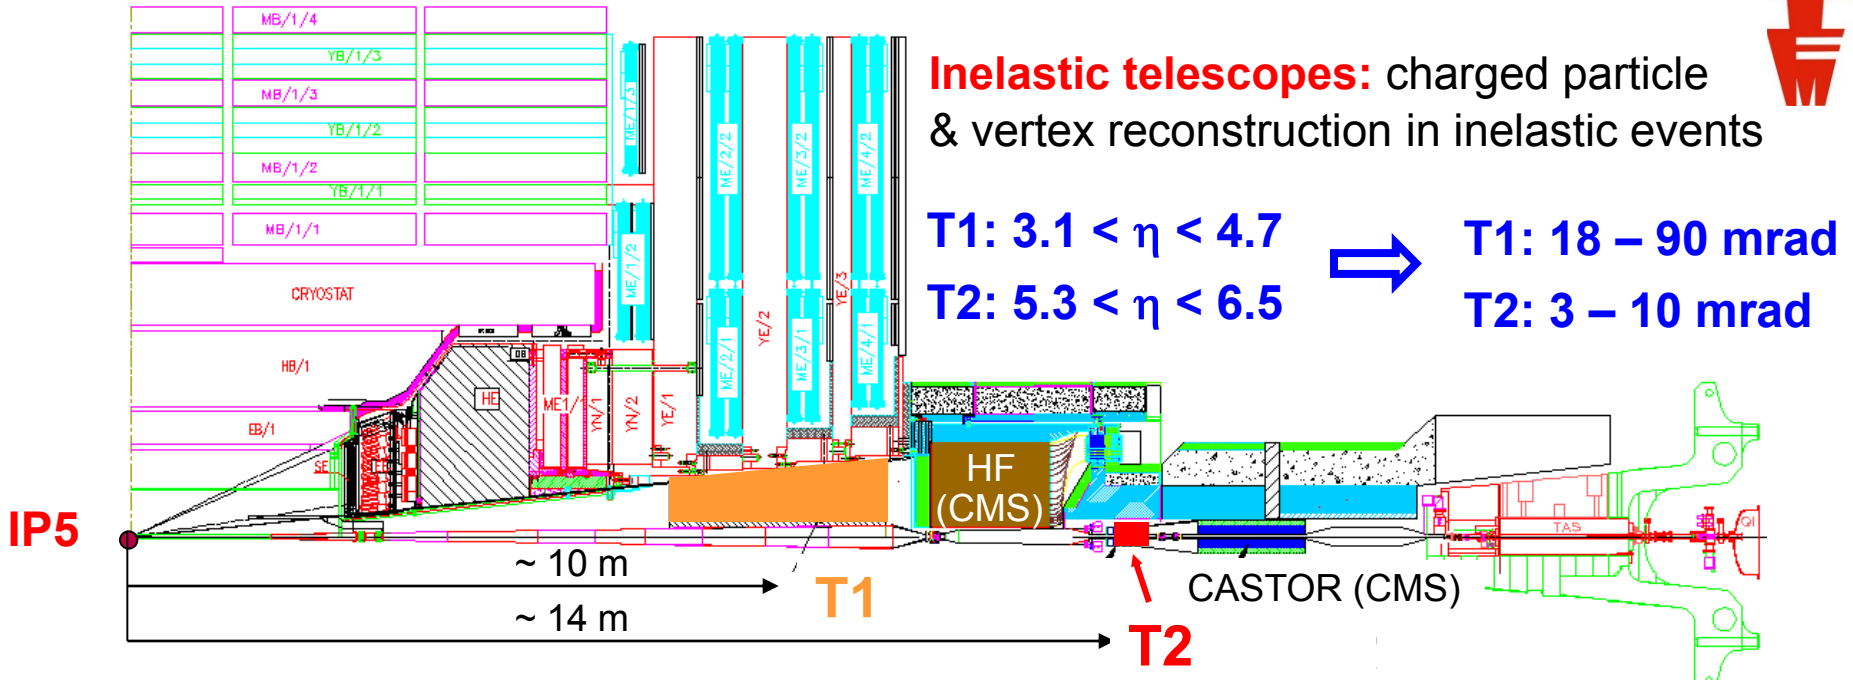 MB/1/4
YB/1/3
MB/1/3
YB/1/2
MB/1/2
YB/1/1
MB/1/1
CRYOSTAT
HB/1
EB/1
SE
HE
ME1/
YN/1
YN/2
YE/1
ME/1/3
ME/1/2
ME/2/2
ME/2/1
YE/2
ME/3/2
ME/3/1
YE/3
ME/4/2
ME/4/1
Inelastic telescopes: charged particle
& vertex reconstruction in inelastic events
T1: 3.1 < η < 4.7
T2: 5.3 < η < 6.5
T1: 18 – 90 mrad
T2: 3 – 10 mrad
HF
(CMS)
TAS
QI
IP5
~ 10 m
T1
CASTOR (CMS)
~ 14 m
T2